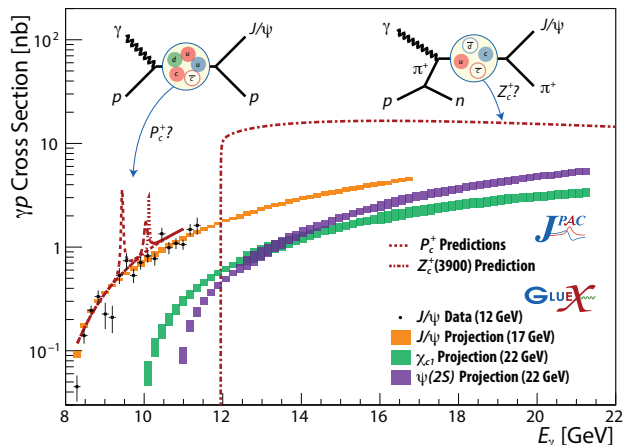 γp Cross Section [nb]
10²
10
1
10⁻¹
8 10 12 14 16 18 20 22
E_γ [GeV]
γ
J/ψ
d u
u
c c̅
p
p
P_c⁺?
γ
J/ψ
d̅ c
u c̅
π⁺
π⁺
p
n
Z_c⁺?
JPAC
P_c⁺ Predictions
Z_c⁺(3900) Prediction
GLUEX
J/ψ Data (12 GeV)
J/ψ Projection (17 GeV)
χ_c1 Projection (22 GeV)
ψ(2S) Projection (22 GeV)